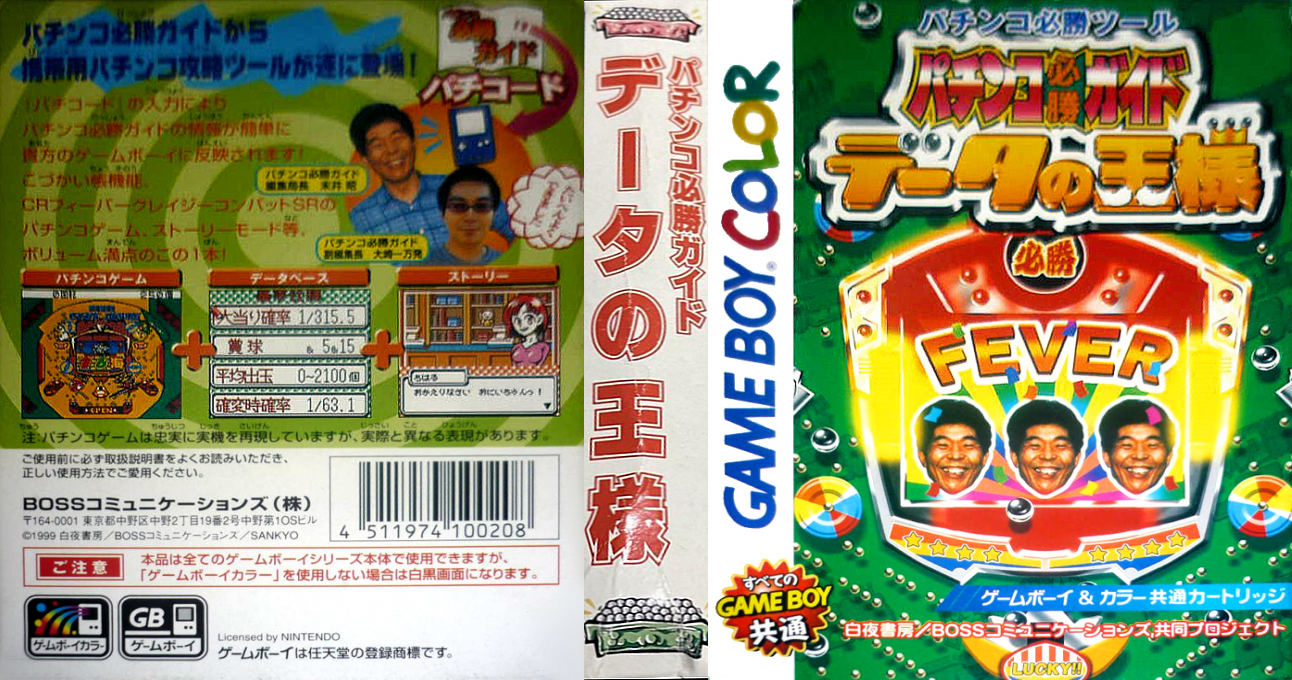 パチンコ必勝ガイドから
携帯用パチンコ攻略ツールが遂に登場!
必勝
ガイド
パチコード
「パチコード」の入力により
パチンコ必勝ガイドの情報が簡単に
貴方のゲームボーイに反映されます!
こづかい帳機能、
CRフィーバークレイジーコンバットSRの
パチンコゲーム、ストーリーモード等、
ボリューム満点のこの1本!
パチンコ必勝ガイド
編集局長 末井 昭
パチンコ必勝ガイド
副編集長 大崎一万発
パチンコゲーム
データベース
ストーリー
大当り確率 1/315.5
賞球 & 5&15
平均出玉 0~2100個
確変時確率 1/63.1
OPEN
ちはる
おかえりなさい おにいちゃんっ!
注:パチンコゲームは忠実に実機を再現していますが、実際と異なる表現があります。
ご使用前に必ず取扱説明書をよくお読みいただき、
正しい使用方法でご愛用ください。
BOSSコミュニケーションズ(株)
〒164-0001 東京都中野区中野2丁目19番2号中野第1OSビル
©1999 白夜書房/BOSSコミュニケーションズ/SANKYO
4 511974 100208
ご注意
本品は全てのゲームボーイシリーズ本体で使用できますが、
「ゲームボーイカラー」を使用しない場合は白黒画面になります。
ゲームボーイカラー
GB
ゲームボーイ
Licensed by NINTENDO
ゲームボーイは任天堂の登録商標です。
パチンコ必勝ガイド
データの王様
GAME BOY COLOR
すべての
GAME BOY
共通
パチンコ必勝ツール
パチンコ必勝ガイド
データの王様
必勝
FEVER
ゲームボーイ & カラー 共通カートリッジ
白夜書房/BOSSコミュニケーションズ 共同プロジェクト
LUCKY!!